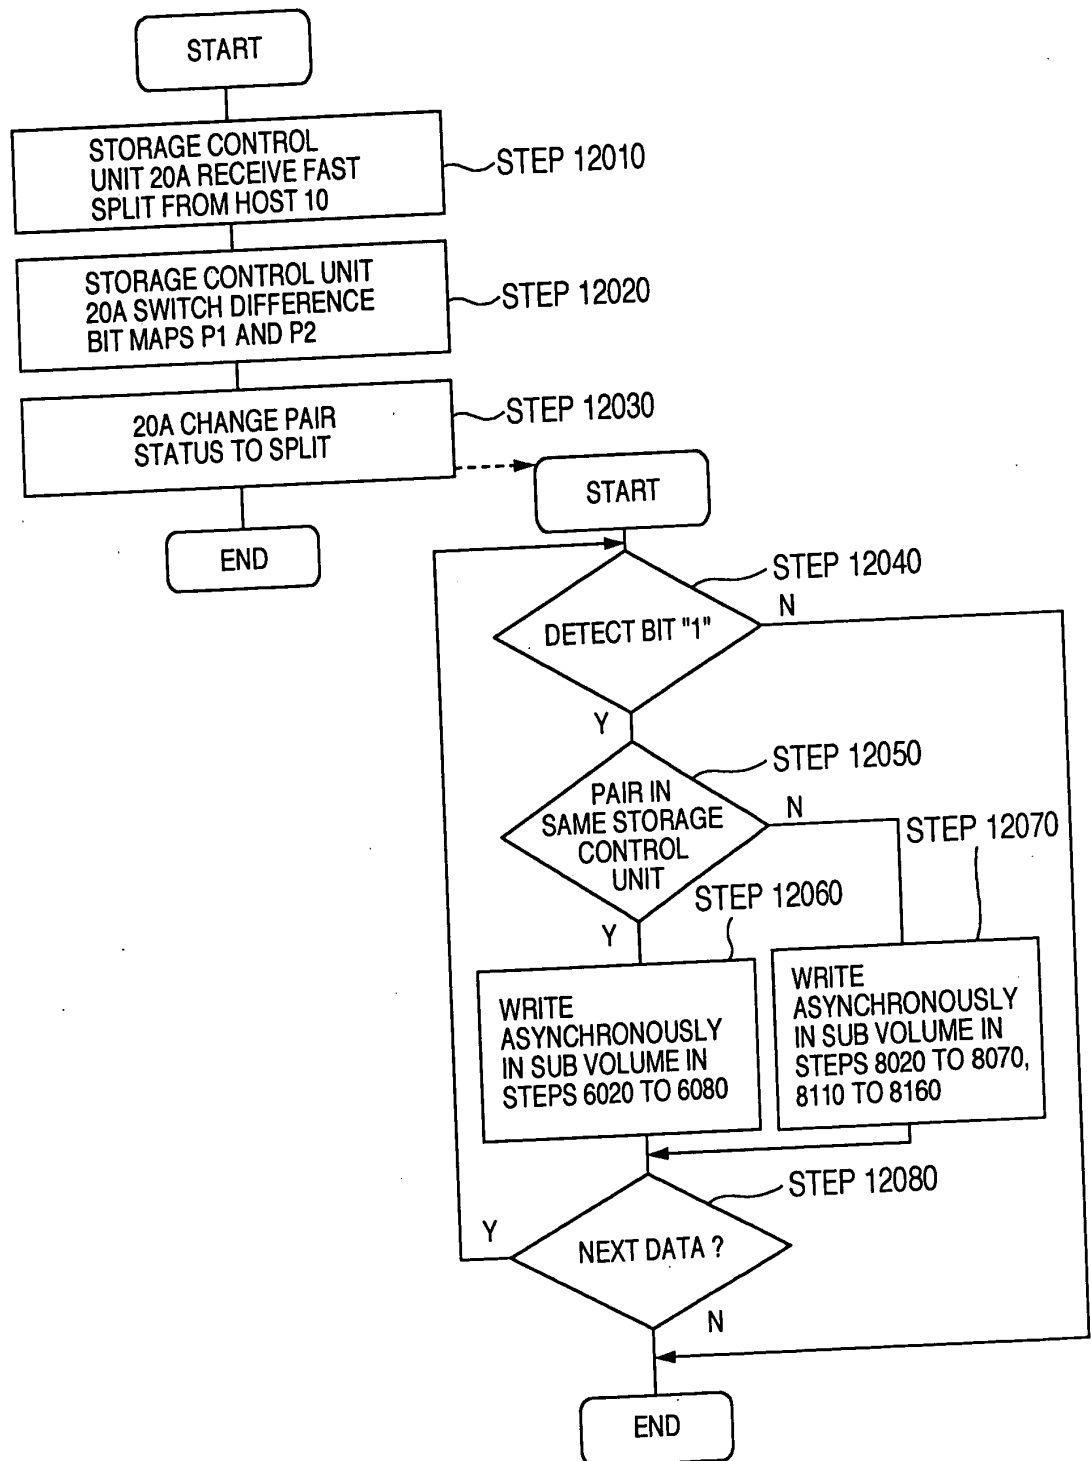 START
STORAGE CONTROL
UNIT 20A RECEIVE FAST
SPLIT FROM HOST 10
STEP 12010
STORAGE CONTROL UNIT
20A SWITCH DIFFERENCE
BIT MAPS P1 AND P2
STEP 12020
20A CHANGE PAIR
STATUS TO SPLIT
STEP 12030
END
START
STEP 12040
DETECT BIT "1"
N
Y
STEP 12050
PAIR IN
SAME STORAGE
CONTROL
UNIT
N
Y
STEP 12060
STEP 12070
WRITE
ASYNCHRONOUSLY
IN SUB VOLUME IN
STEPS 6020 TO 6080
WRITE
ASYNCHRONOUSLY
IN SUB VOLUME IN
STEPS 8020 TO 8070,
8110 TO 8160
STEP 12080
NEXT DATA ?
Y
N
END